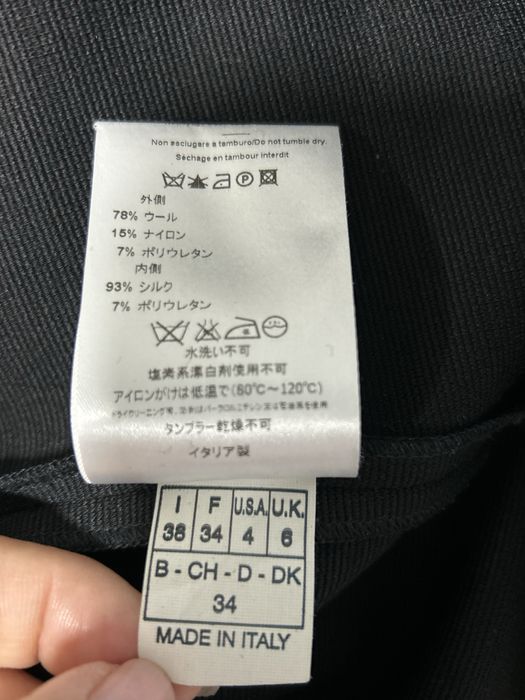 Non asciugare a tamburo/Do not tumble dry.
Séchage en tambour interdit
P
外側
78% ウール
15% ナイロン
7% ポリウレタン
内側
93% シルク
7% ポリウレタン
水洗い不可
塩素系漂白剤使用不可
アイロンがけは低温で(80℃〜120℃)
タンブラー乾燥不可
イタリア製
I F U.S.A. U.K.
38 34 4 6
B - CH - D - DK
34
MADE IN ITALY